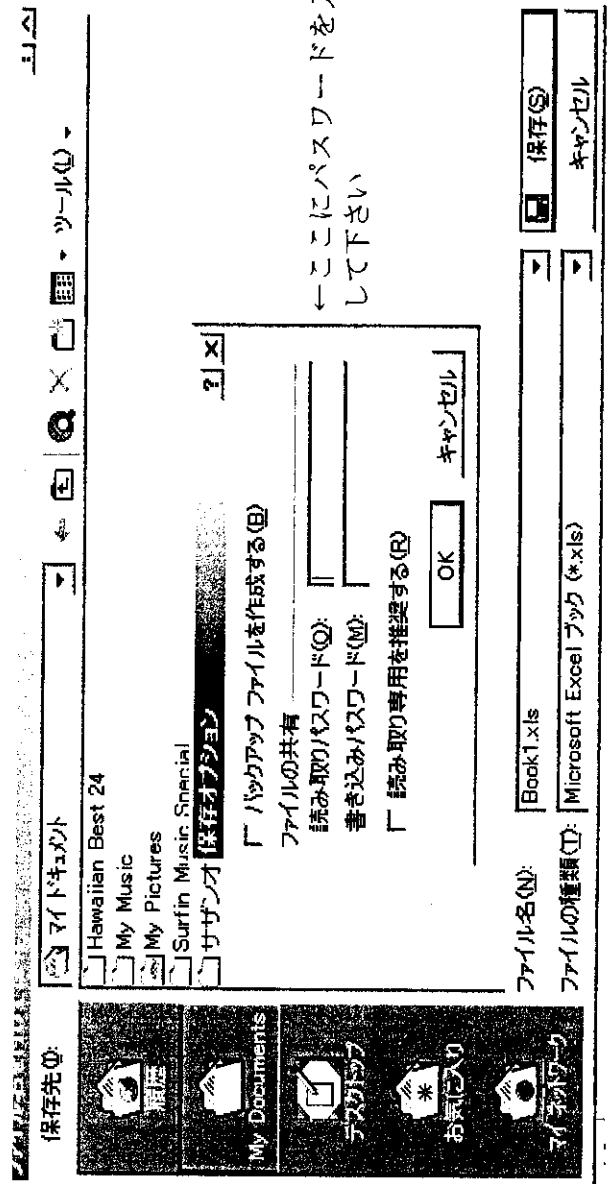 保存先(I):
マイ ドキュメント
ツール(L)
履歴
My Documents
デスクトップ
お気に入り
マイ ネットワーク
Hawaiian Best 24
My Music
My Pictures
Surfin Music Special
サザンオ
保存オプション
バックアップ ファイルを作成する(B)
ファイルの共有
読み取りパスワード(O):
書き込みパスワード(M):
読み取り専用を推奨する(R)
OK
キャンセル
←ここにパスワードを
して下さい
ファイル名(N):
Book1.xls
保存(S)
ファイルの種類(T):
Microsoft Excel ブック (*.xls)
キャンセル